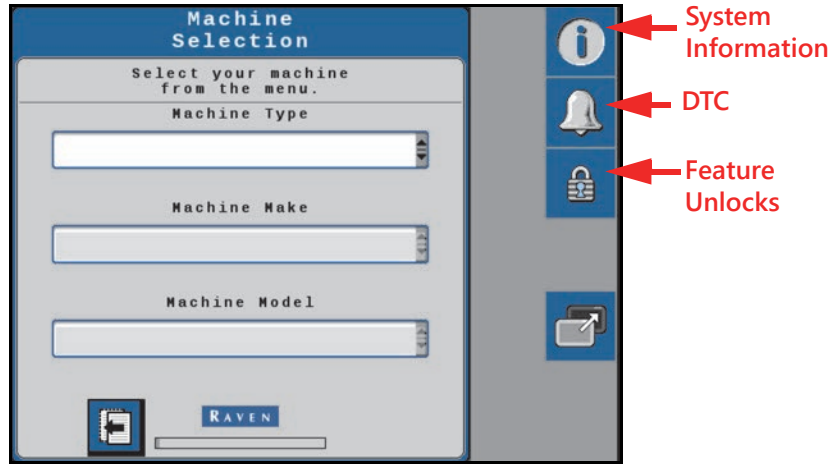 Machine
Selection
Select your machine
from the menu.
Machine Type
Machine Make
Machine Model
RAVEN
System
Information
DTC
Feature
Unlocks